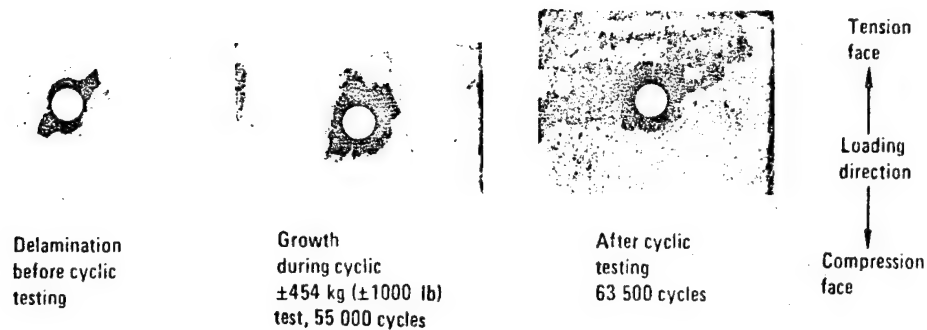 Delamination
before cyclic
testing
Growth
during cyclic
±454 kg (±1000 lb)
test, 55 000 cycles
After cyclic
testing
63 500 cycles
Tension
face
Loading
direction
Compression
face